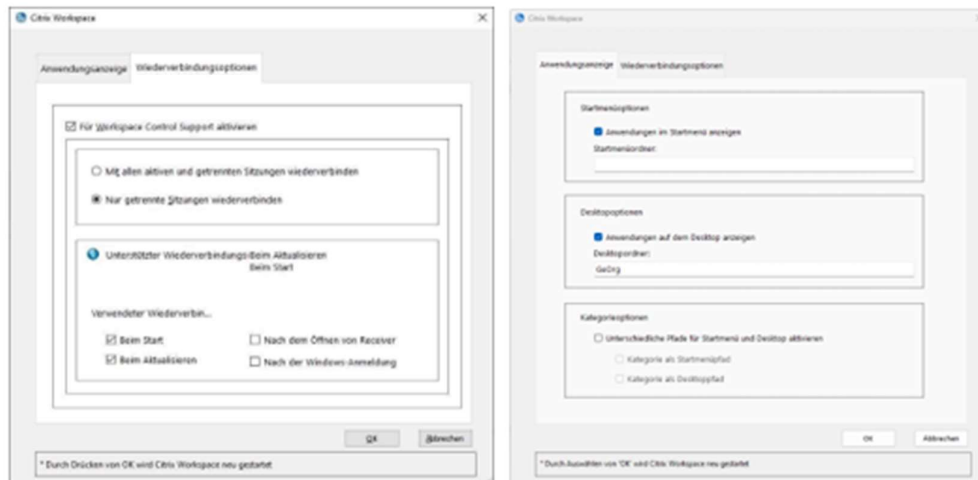 Citrix Workspace
Anwendungsanzeige Wiederverbindungsoptionen
Für Workspace Control Support aktivieren
Mit allen aktiven und getrennten Sitzungen wiederverbinden
Nur getrennte Sitzungen wiederverbinden
Unterstützter Wiederverbindungs Beim Aktualisieren
Beim Start
Verwendeter Wiederverbin...
Beim Start Nach dem Öffnen von Receiver
Beim Aktualisieren Nach der Windows-Anmeldung
OK Abbrechen
* Durch Drücken von OK wird Citrix Workspace neu gestartet
Citrix Workspace
Anwendungsanzeige Wiederverbindungsoptionen
Startmenüoptionen
Anwendungen im Startmenü anzeigen
Startmenüordner:
Desktopoptionen
Anwendungen auf dem Desktop anzeigen
Desktopordner:
GeOrg
Kategorieoptionen
Unterschiedliche Pfade für Startmenü und Desktop aktivieren
Kategorie als Startmenüpfad
Kategorie als Desktoppfad
OK Abbrechen
* Durch Auswählen von 'OK' wird Citrix Workspace neu gestartet